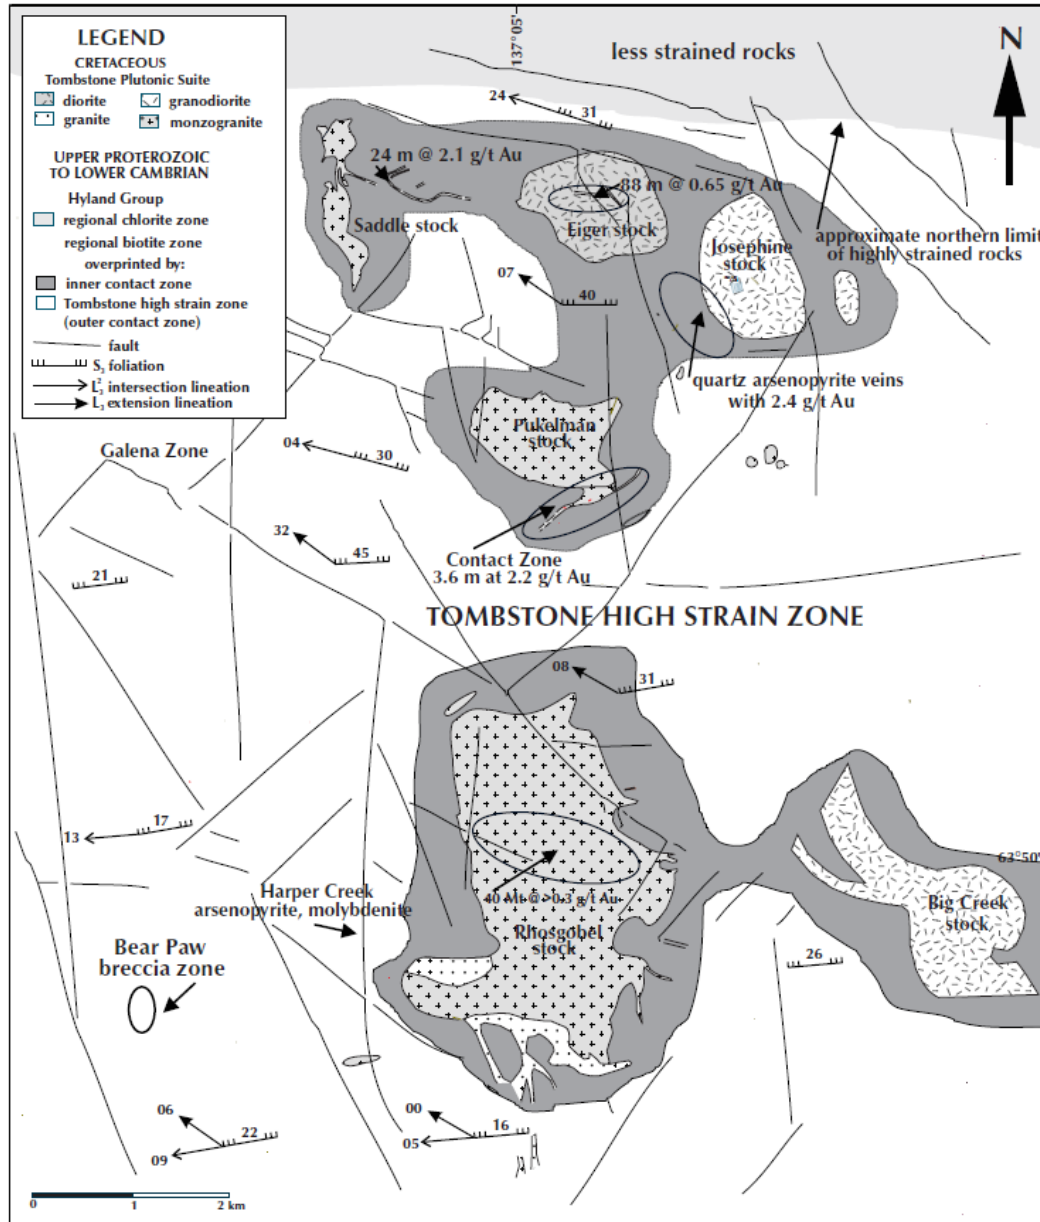 LEGEND
CRETACEOUS
Tombstone Plutonic Suite
diorite
granodiorite
granite
monzogranite
UPPER PROTEROZOIC
TO LOWER CAMBRIAN
Hyland Group
regional chlorite zone
regional biotite zone
overprinted by:
inner contact zone
Tombstone high strain zone
(outer contact zone)
fault
S₂ foliation
L²₃ intersection lineation
L₃ extension lineation
137°05'
less strained rocks
N
24
31
24 m @ 2.1 g/t Au
88 m @ 0.65 g/t Au
Saddle stock
Eiger stock
Josephine
stock
approximate northern limit
of highly strained rocks
07
40
quartz arsenopyrite veins
with 2.4 g/t Au
Pukelman
stock
Galena Zone
04
30
32
45
21
Contact Zone
3.6 m at 2.2 g/t Au
TOMBSTONE HIGH STRAIN ZONE
08
31
13
17
63°50'
40 Mt @ >0.3 g/t Au
Harper Creek
arsenopyrite, molybdenite
Big Creek
stock
Rhosgobel
stock
Bear Paw
breccia zone
26
06
22
09
00
16
05
0
1
2 km